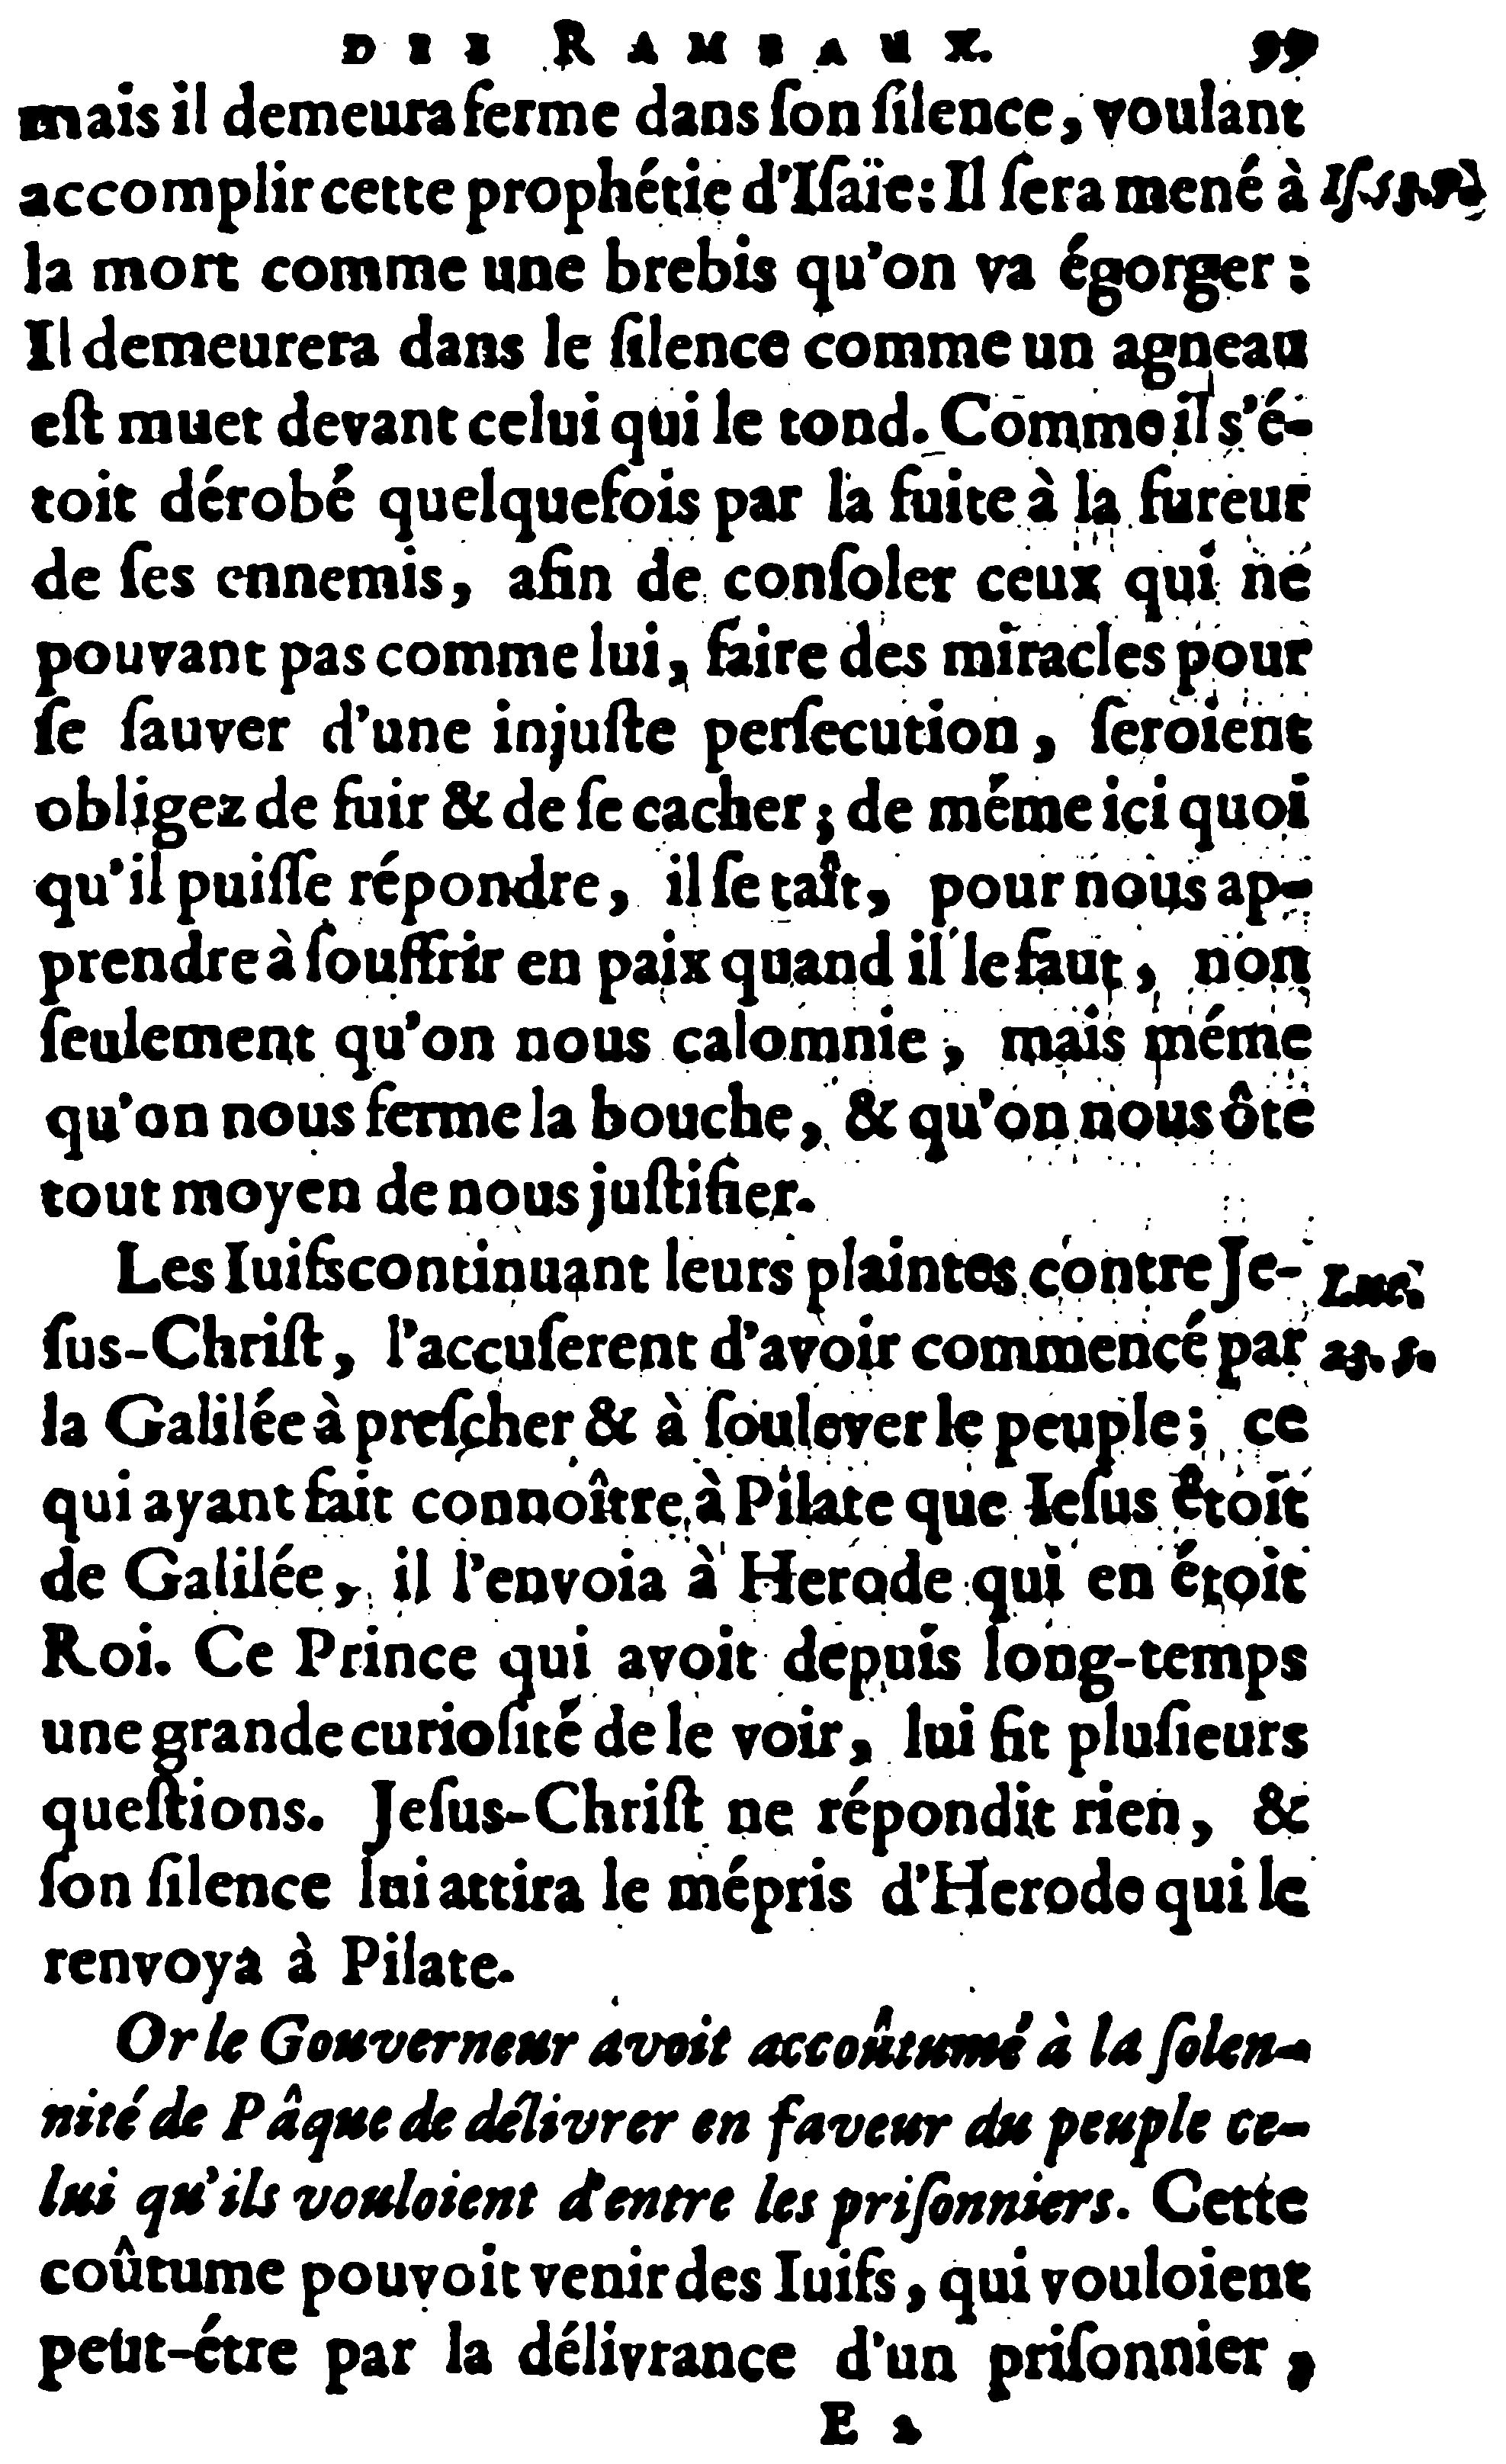 DES RAMEAUX. 99
mais il demeura ferme dans ſon ſilence, voulant
accomplir cette prophétie d'Iſaïe: Il ſera mené à
la mort comme une brebis qu'on va égorger:
Il demeurera dans le ſilence comme un agneau
eſt muet devant celui qui le tond. Comme il s'é-
toit dérobé quelquefois par la fuite à la fureur
de ſes ennemis, afin de conſoler ceux qui ne
pouvant pas comme lui, faire des miracles pour
ſe ſauver d'une injuſte perſecution, ſeroient
obligez de fuir & de ſe cacher; de méme ici quoi
qu'il puiſſe répondre, il ſe taît, pour nous ap-
prendre à ſouffrir en paix quand il le faut, non
ſeulement qu'on nous calomnie, mais méme
qu'on nous ferme la bouche, & qu'on nous ôte
tout moyen de nous juſtifier.
Les Iuifs continuant leurs plaintes contre Je- Luc.
ſus-Chriſt, l'accuſerent d'avoir commencé par 23. 5.
la Galilée à preſcher & à ſoulever le peuple; ce
qui ayant fait connoître à Pilate que Ieſus étoit
de Galilée, il l'envoia à Herode qui en étoit
Roi. Ce Prince qui avoit depuis long-temps
une grande curioſité de le voir, lui fit pluſieurs
queſtions. Jeſus-Chriſt ne répondit rien, &
ſon ſilence lui attira le mépris d'Herode qui le
renvoya à Pilate.
Or le Gouverneur avoit accoûtumé à la ſolen-
nité de Pâque de délivrer en faveur du peuple ce-
lui qu'ils vouloient d'entre les priſonniers. Cette
coûtume pouvoit venir des Iuifs, qui vouloient
peut-étre par la délivrance d'un priſonnier,
E 2